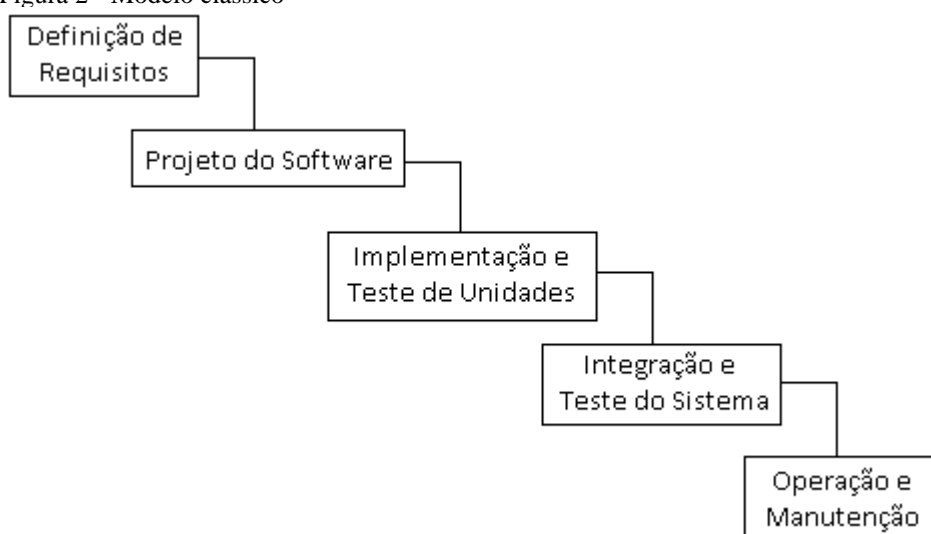 Figura 2 - Modelo clássico
Definição de
Requisitos
Projeto do Software
Implementação e
Teste de Unidades
Integração e
Teste do Sistema
Operação e
Manutenção